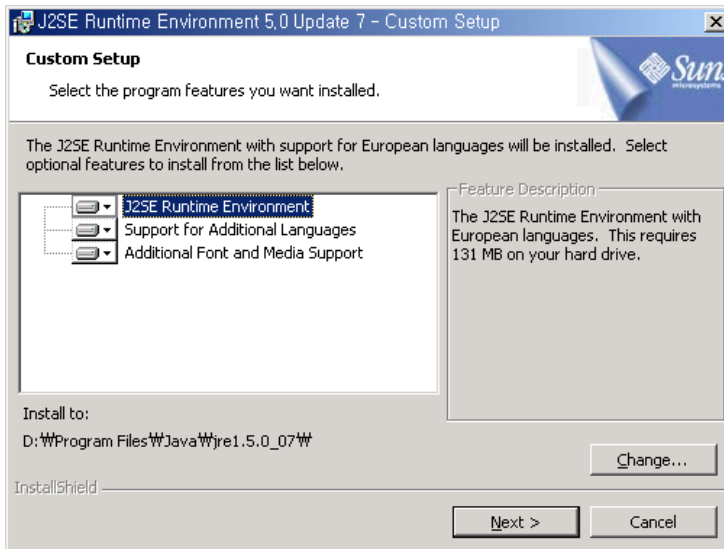 J2SE Runtime Environment 5,0 Update 7 - Custom Setup
Custom Setup
Select the program features you want installed.
Sun
microsystems
The J2SE Runtime Environment with support for European languages will be installed. Select
optional features to install from the list below.
J2SE Runtime Environment
Support for Additional Languages
Additional Font and Media Support
Feature Description
The J2SE Runtime Environment with
European languages. This requires
131 MB on your hard drive.
Install to:
D:₩Program Files₩Java₩jre1.5.0_07₩
Change...
InstallShield
Next >
Cancel